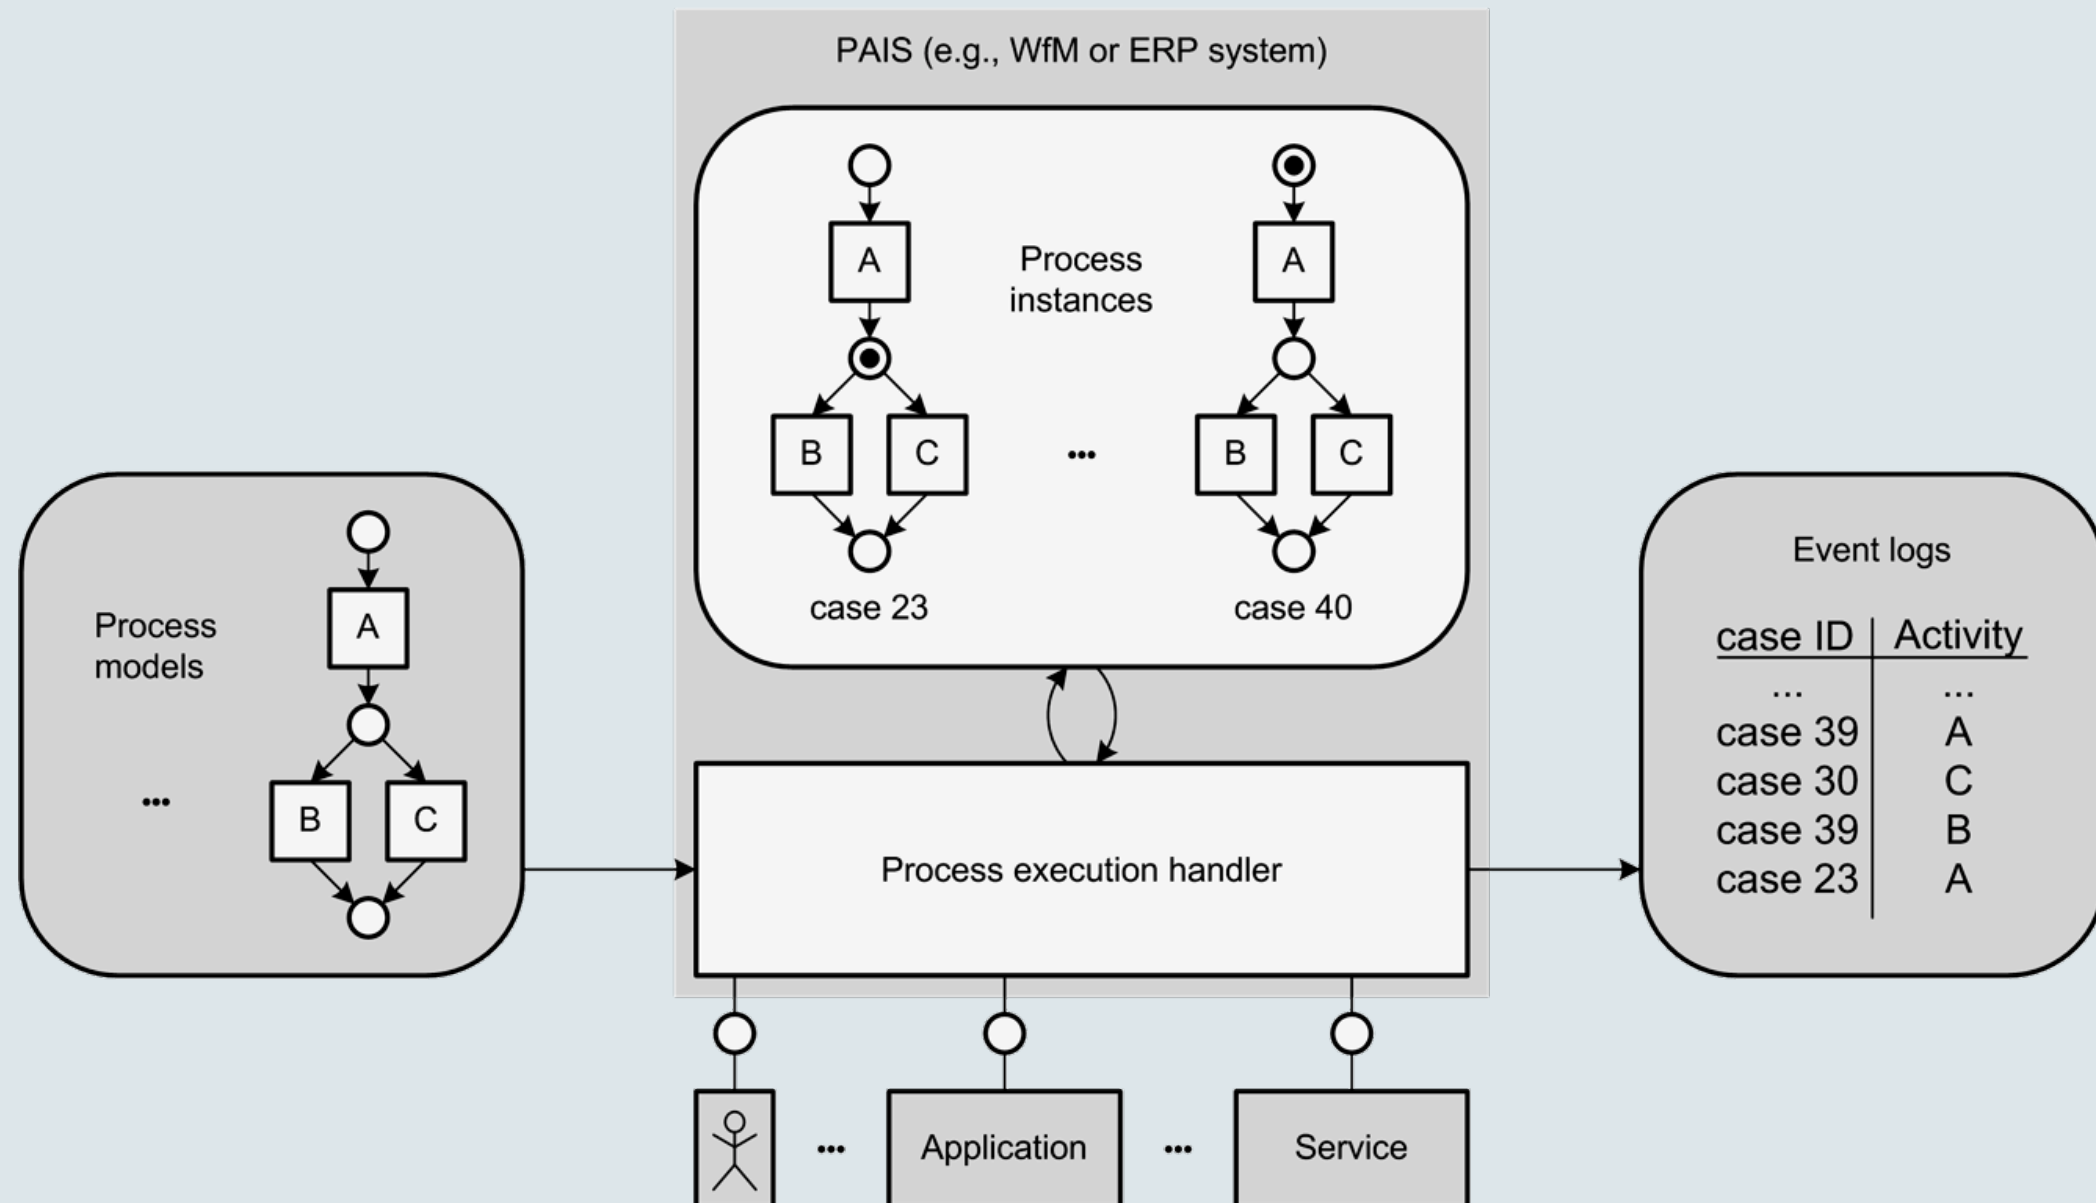 PAIS (e.g., WfM or ERP system)
A
A
Process
instances
B
C
...
B
C
case 23
case 40
Process
models
A
...
B
C
Process execution handler
Event logs
case ID Activity
... ...
case 39 A
case 30 C
case 39 B
case 23 A
...
Application
...
Service